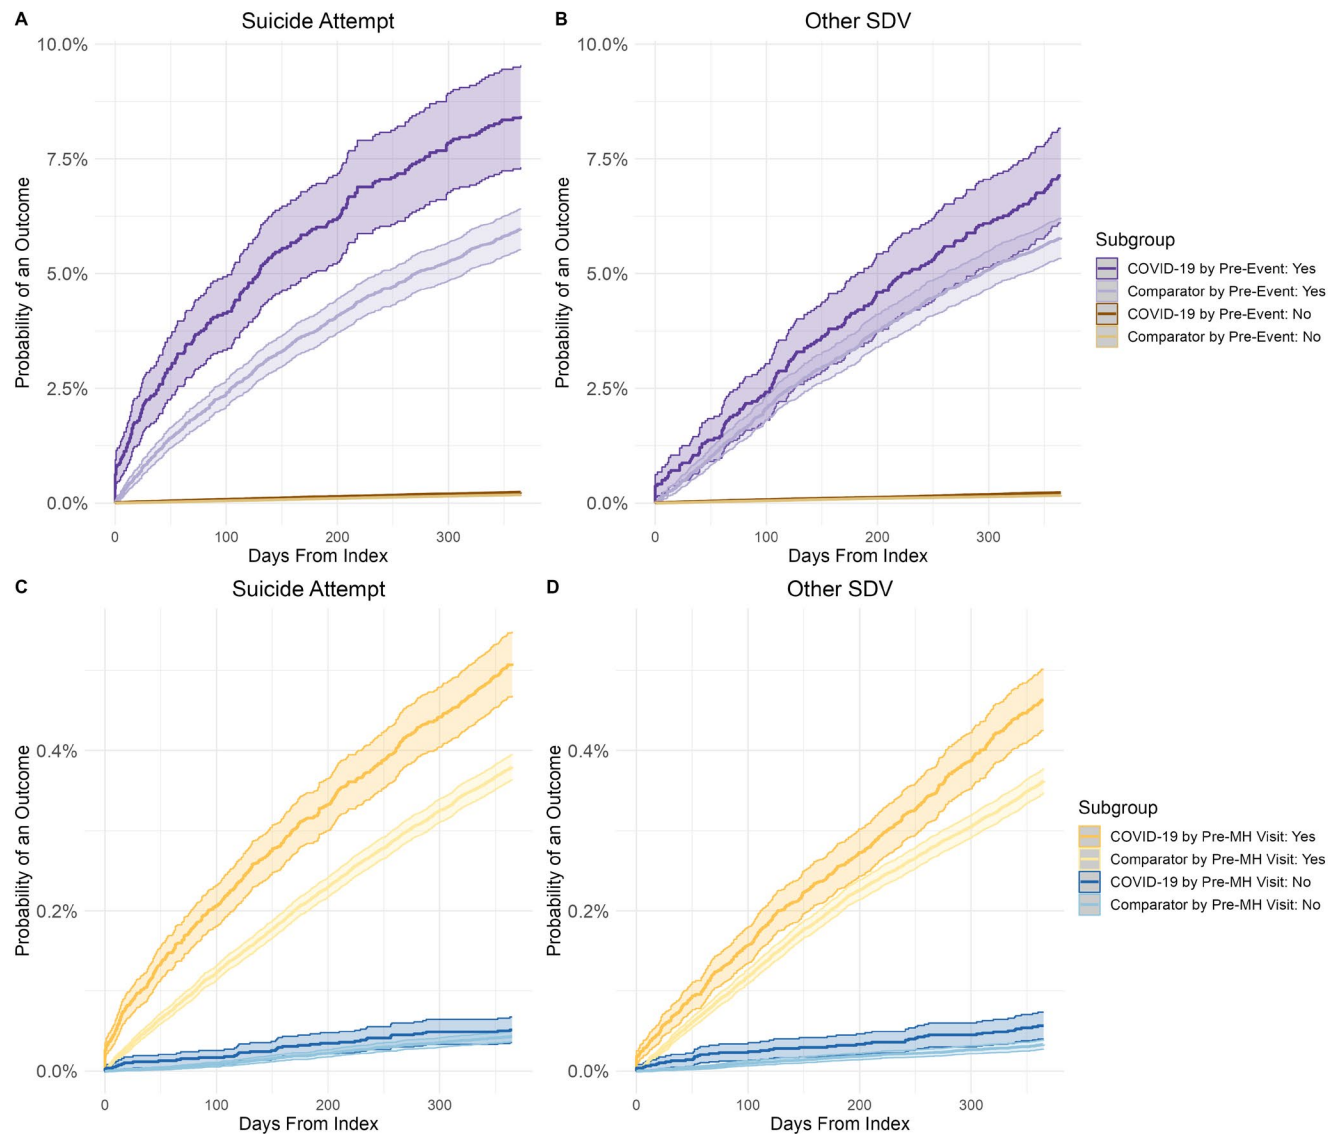 A
Suicide Attempt
10.0%
7.5%
5.0%
2.5%
0.0%
Probability of an Outcome
0 100 200 300
Days From Index
B
Other SDV
10.0%
7.5%
5.0%
2.5%
0.0%
Probability of an Outcome
0 100 200 300
Days From Index
Subgroup
COVID-19 by Pre-Event: Yes
Comparator by Pre-Event: Yes
COVID-19 by Pre-Event: No
Comparator by Pre-Event: No
C
Suicide Attempt
0.4%
0.2%
0.0%
Probability of an Outcome
0 100 200 300
Days From Index
D
Other SDV
0.4%
0.2%
0.0%
Probability of an Outcome
0 100 200 300
Days From Index
Subgroup
COVID-19 by Pre-MH Visit: Yes
Comparator by Pre-MH Visit: Yes
COVID-19 by Pre-MH Visit: No
Comparator by Pre-MH Visit: No